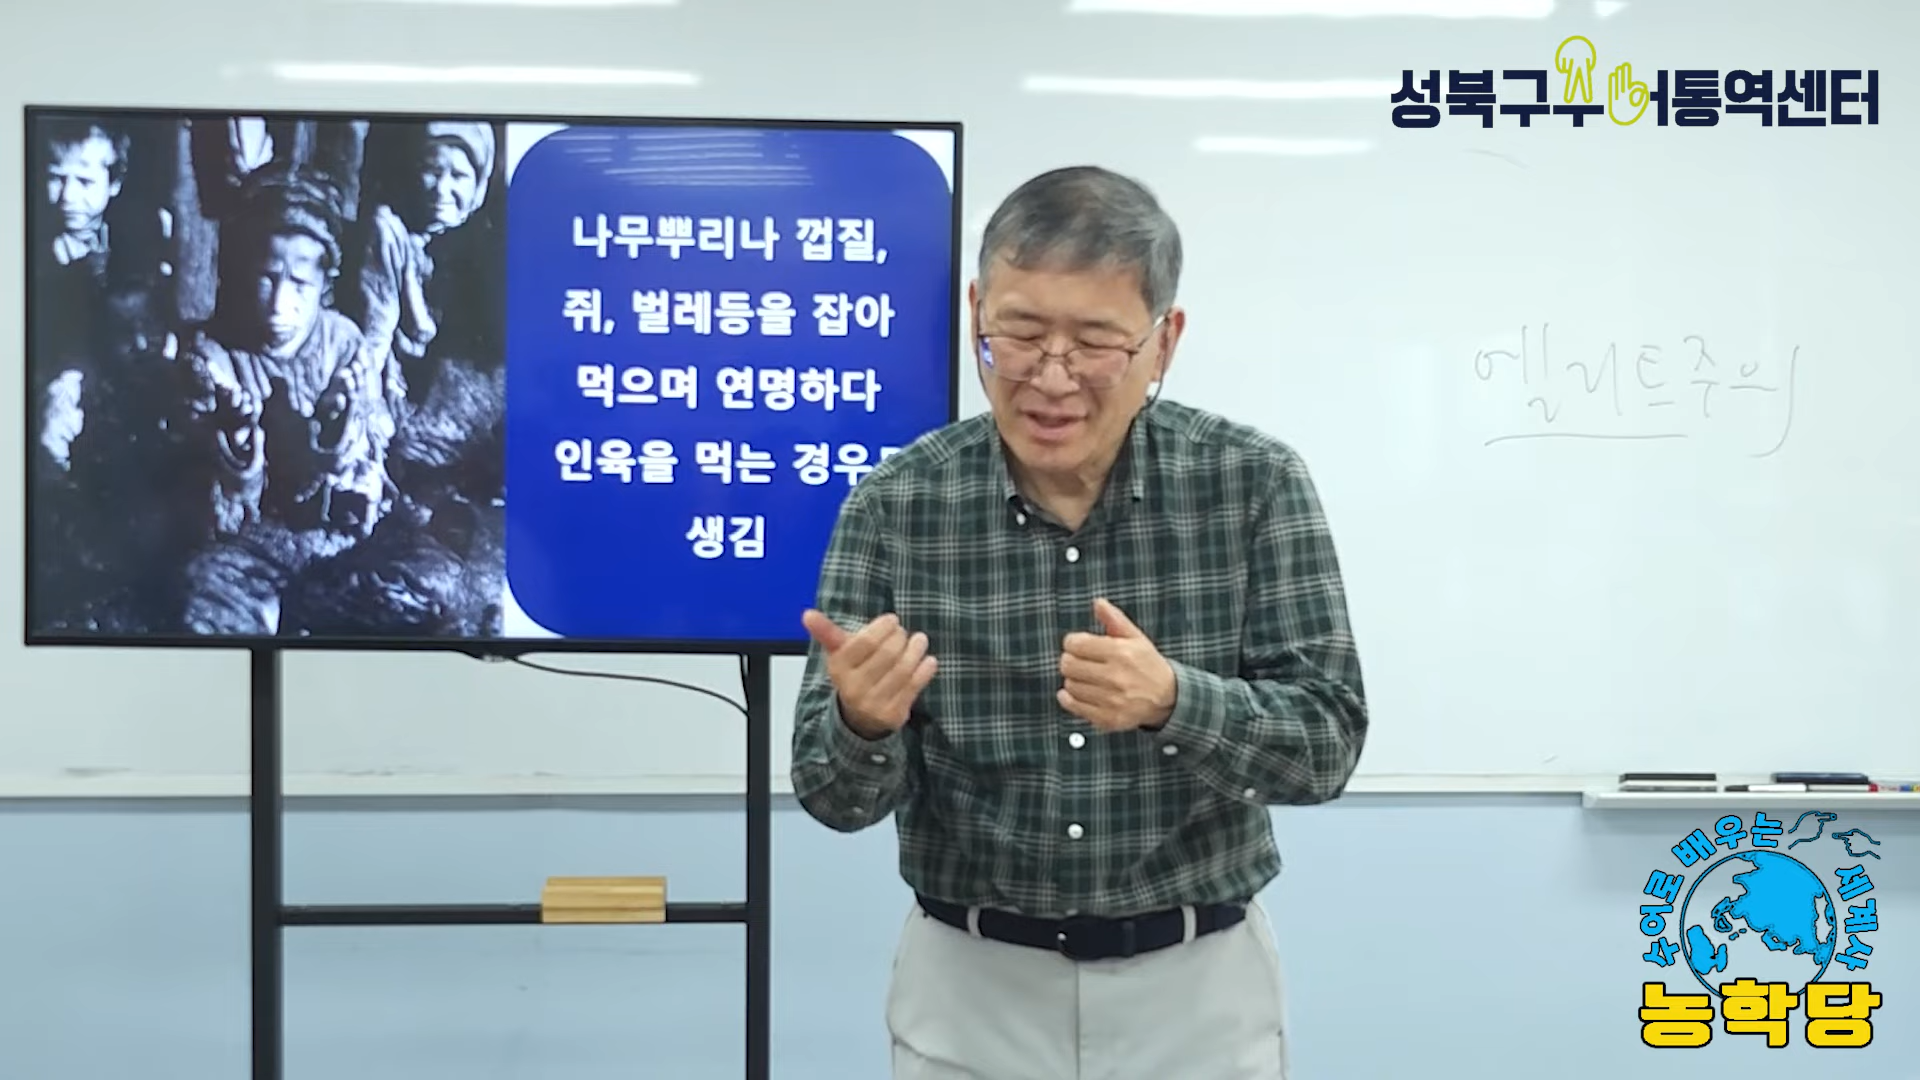 성북구수어통역센터
나무뿌리나 껍질,
쥐, 벌레등을 잡아
먹으며 연명하다
인육을 먹는 경우도
생김
엘리트주의
수어로 배우는 세계사
농학당